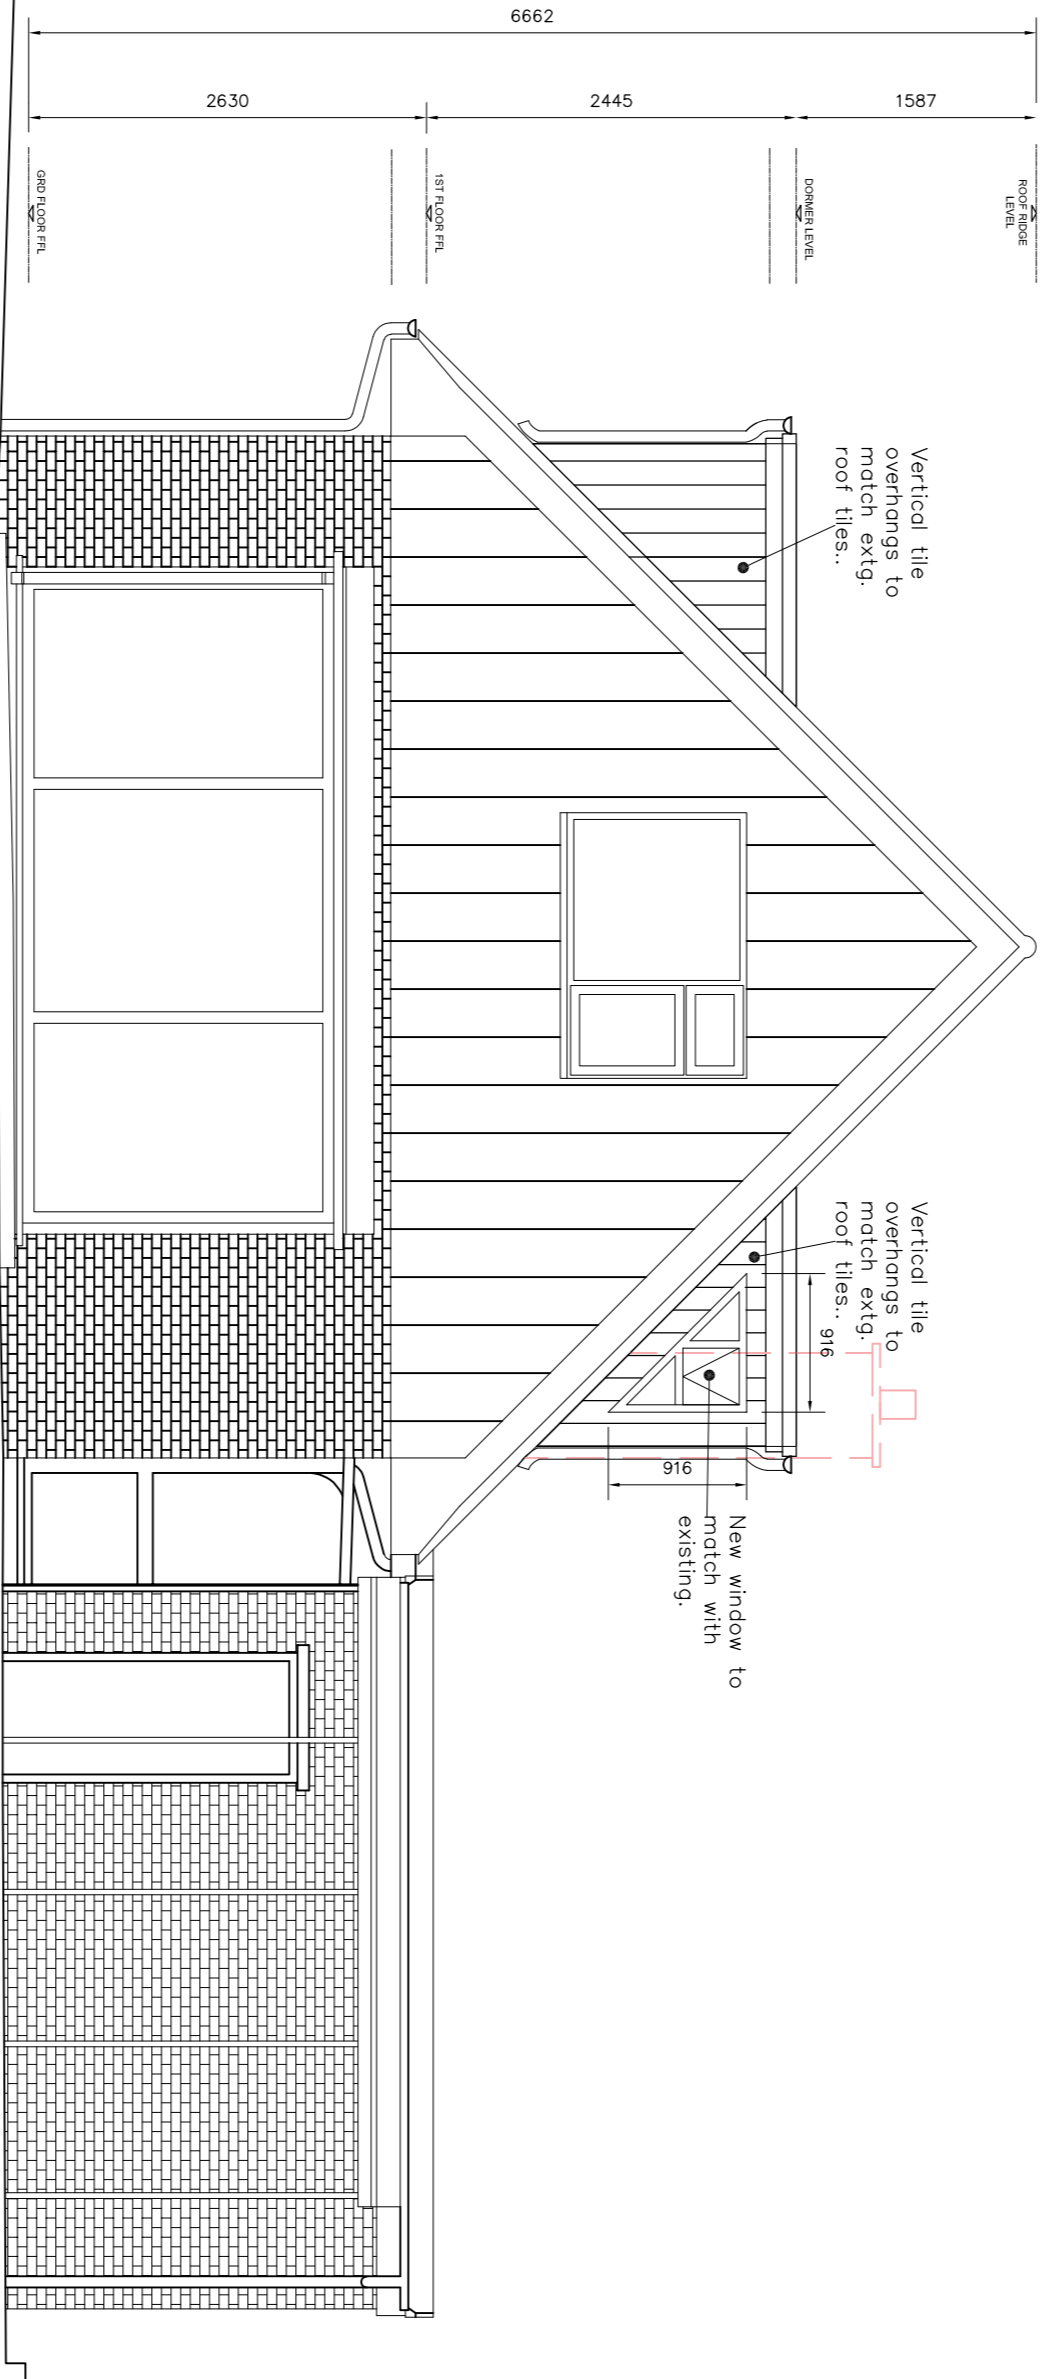 6662
2630
2445
1587
GRD FLOOR FFL
1ST FLOOR FFL
DORMER LEVEL
ROOF RIDGE
LEVEL
Vertical tile
overhangs to
match extg.
roof tiles..
Vertical tile
overhangs to
match extg.
roof tiles..
916
916
New window to
match with
existing.